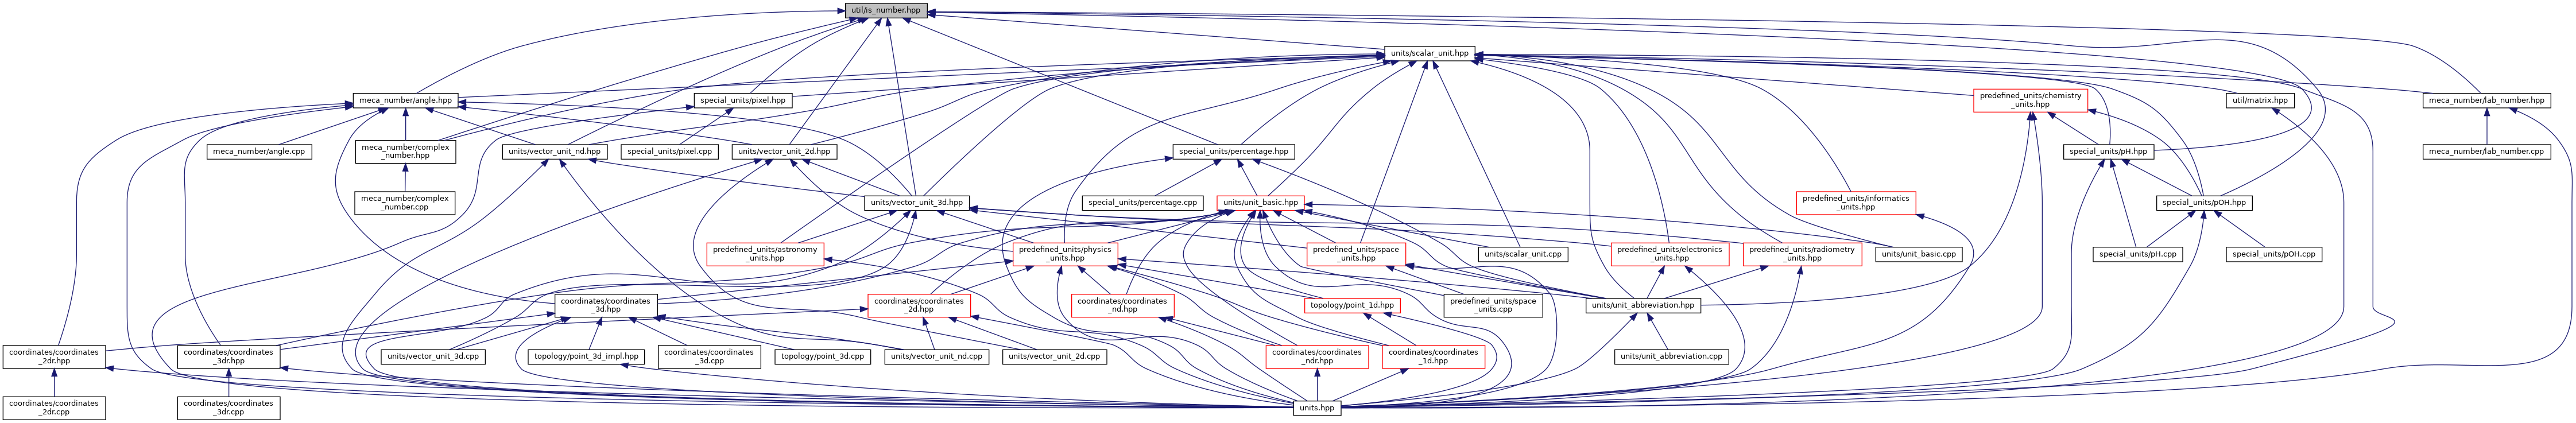 util/is_number.hpp
units/scalar_unit.hpp
meca_number/angle.hpp
special_units/pixel.hpp
predefined_units/chemistry
_units.hpp
util/matrix.hpp
meca_number/lab_number.hpp
meca_number/angle.cpp
meca_number/complex
_number.hpp
units/vector_unit_nd.hpp
special_units/pixel.cpp
units/vector_unit_2d.hpp
special_units/percentage.hpp
special_units/pH.hpp
meca_number/lab_number.cpp
meca_number/complex
_number.cpp
units/vector_unit_3d.hpp
special_units/percentage.cpp
units/unit_basic.hpp
predefined_units/informatics
_units.hpp
special_units/pOH.hpp
predefined_units/astronomy
_units.hpp
predefined_units/physics
_units.hpp
predefined_units/space
_units.hpp
units/scalar_unit.cpp
predefined_units/electronics
_units.hpp
predefined_units/radiometry
_units.hpp
units/unit_basic.cpp
special_units/pH.cpp
special_units/pOH.cpp
coordinates/coordinates
_3d.hpp
coordinates/coordinates
_2d.hpp
coordinates/coordinates
_nd.hpp
topology/point_1d.hpp
predefined_units/space
_units.cpp
units/unit_abbreviation.hpp
coordinates/coordinates
_2dr.hpp
coordinates/coordinates
_3dr.hpp
units/vector_unit_3d.cpp
topology/point_3d_impl.hpp
coordinates/coordinates
_3d.cpp
topology/point_3d.cpp
units/vector_unit_nd.cpp
units/vector_unit_2d.cpp
coordinates/coordinates
_ndr.hpp
coordinates/coordinates
_1d.hpp
units/unit_abbreviation.cpp
coordinates/coordinates
_2dr.cpp
coordinates/coordinates
_3dr.cpp
units.hpp